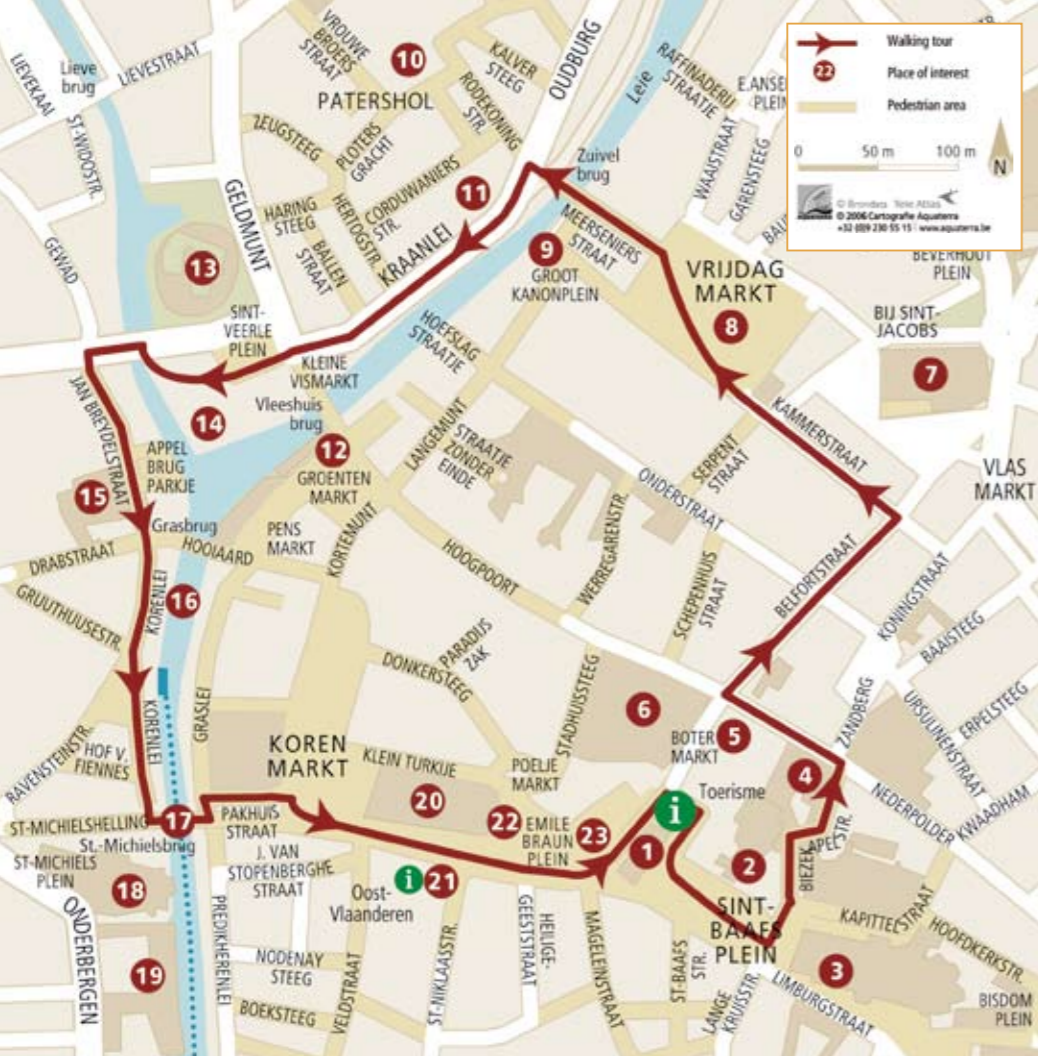 Walking tour
22
Place of interest
Pedestrian area
0 50 m 100 m
N
© 2006 Cartografie Aquaterra
+32 (0)9 230 55 15 | www.aquaterra.be
LIEVEKAAI
Lieve
brug
LIEVESTRAAT
ST-WIDOSTR.
VROUWE
BROERS
STRAAT
10
PATERSHOL
KALVER
STEEG
RODEKONING
STR.
OUDBURG
Leie
RAFFINADERIJ
STRAATJE
WAAISTRAAT
GARENSTEEG
BEVERHOUT
PLEIN
ZEUGSTEEG
PLOTERS
GRACHT
CORDUWANIERS
STR.
11
HARING
STEEG
HERTOGSTR.
BALLEN
STRAAT
KRAANLEI
Zuivel
brug
MEERSENIERS
STRAAT
9
GROOT
KANONPLEIN
VRIJDAG
MARKT
8
BIJ SINT-
JACOBS
7
GELDMUNT
GEWAD
13
SINT-
VEERLE
PLEIN
KLEINE
VISMARKT
HOEFSLAG
STRAATJE
Vleeshuis
brug
14
12
GROENTEN
MARKT
LANGEMUNT
STRAATJE
ZONDER
EINDE
SERPENT
STRAAT
KAMMERSTRAAT
VLAS
MARKT
JAN BREYDELSTRAAT
APPEL
BRUG
PARKJE
15
Grasbrug
DRABSTRAAT
HOOIAARD
PENS
MARKT
KORTEMUNT
HOOGPOORT
ONDERSTRAAT
WERREGARENSTR.
SCHEPENHUIS
STRAAT
BELFORTSTRAAT
KONINGSTRAAT
BAAISTEEG
GRUUTHUUSESTR.
KORENLEI
16
PARADIJS
ZAK
DONKERSTEEG
STADHUISSTEEG
6
BOTER
MARKT
5
ZANDBERG
URSULINENSTRAAT
ERPELSTEEG
RAVENSTEINSTR.
HOF V.
FIENNES
KORENLEI
GRASLEI
KOREN
MARKT
KLEIN TURKIJE
POELJE
MARKT
Toerisme
4
NEDERPOLDER
KWAADHAM
ST-MICHIELSHELLING
17
St.-Michielsbrug
PAKHUIS
STRAAT
20
22
EMILE
BRAUN
PLEIN
23
i
1
2
J. VAN
STOPENBERGHE
STRAAT
ST-MICHIELS
PLEIN
18
Oost-
Vlaanderen
i
21
SINT-
BAAFS
PLEIN
KAPITTELSTRAAT
HOOFDKERKSTR.
ONDERBERGEN
19
PREDIKHERENLEI
NODENAY
STEEG
BOEKSTEEG
VELDSTRAAT
ST-NIKLAASSTR.
HEILIGE-
GEESTSTRAAT
MAGELEINSTRAAT
ST-BAAFS
STR.
LANGE
KRUISSTR.
LIMBURGSTRAAT
3
BISDOM
PLEIN